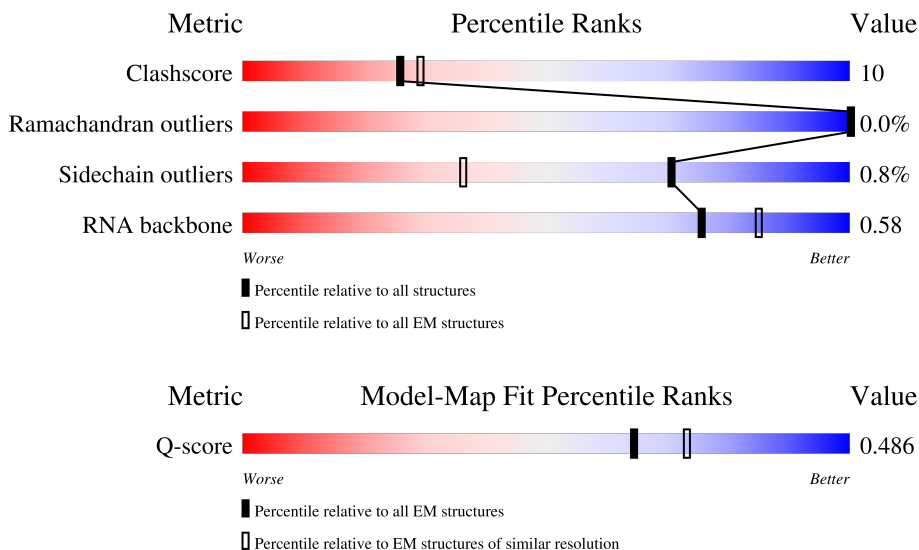 Metric Percentile Ranks Value
Clashscore 10
Ramachandran outliers 0.0%
Sidechain outliers 0.8%
RNA backbone 0.58
Worse Better
Percentile relative to all structures
Percentile relative to all EM structures
Metric Model-Map Fit Percentile Ranks Value
Q-score 0.486
Worse Better
Percentile relative to all EM structures
Percentile relative to EM structures of similar resolution